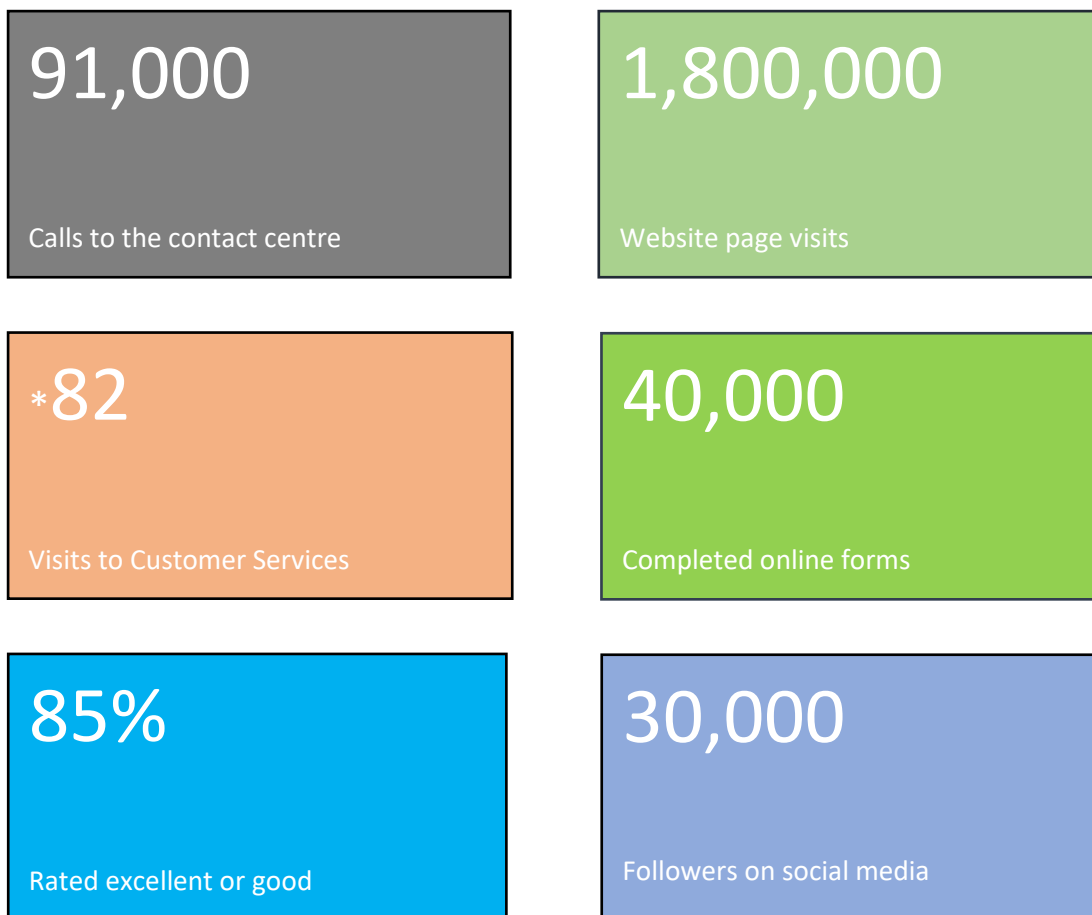 91,000
Calls to the contact centre
1,800,000
Website page visits
*82
Visits to Customer Services
40,000
Completed online forms
85%
Rated excellent or good
30,000
Followers on social media